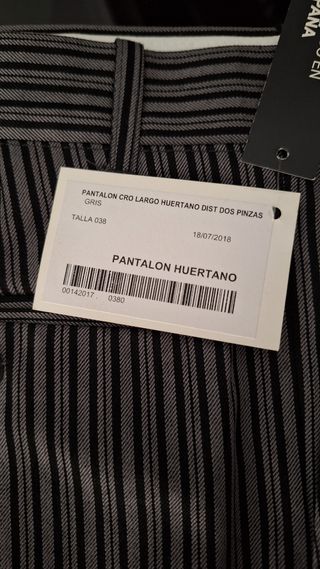 PANTALON CRO LARGO HUERTANO DIST DOS PINZAS
GRIS
TALLA 038
18/07/2018
PANTALON HUERTANO
00142017 0380